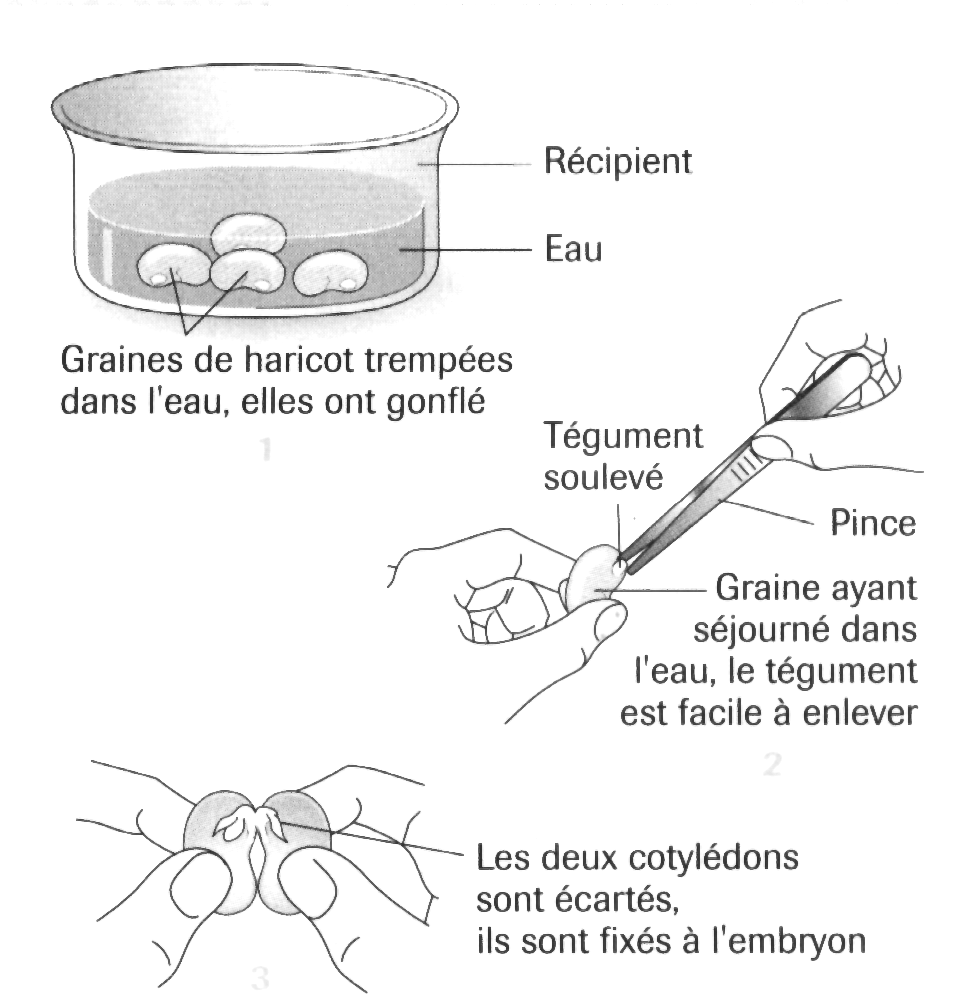 Récipient
Eau
Graines de haricot trempées
dans l'eau, elles ont gonflé
1
Tégument
soulevé
Pince
Graine ayant
séjourné dans
l'eau, le tégument
est facile à enlever
2
Les deux cotylédons
sont écartés,
ils sont fixés à l'embryon
3